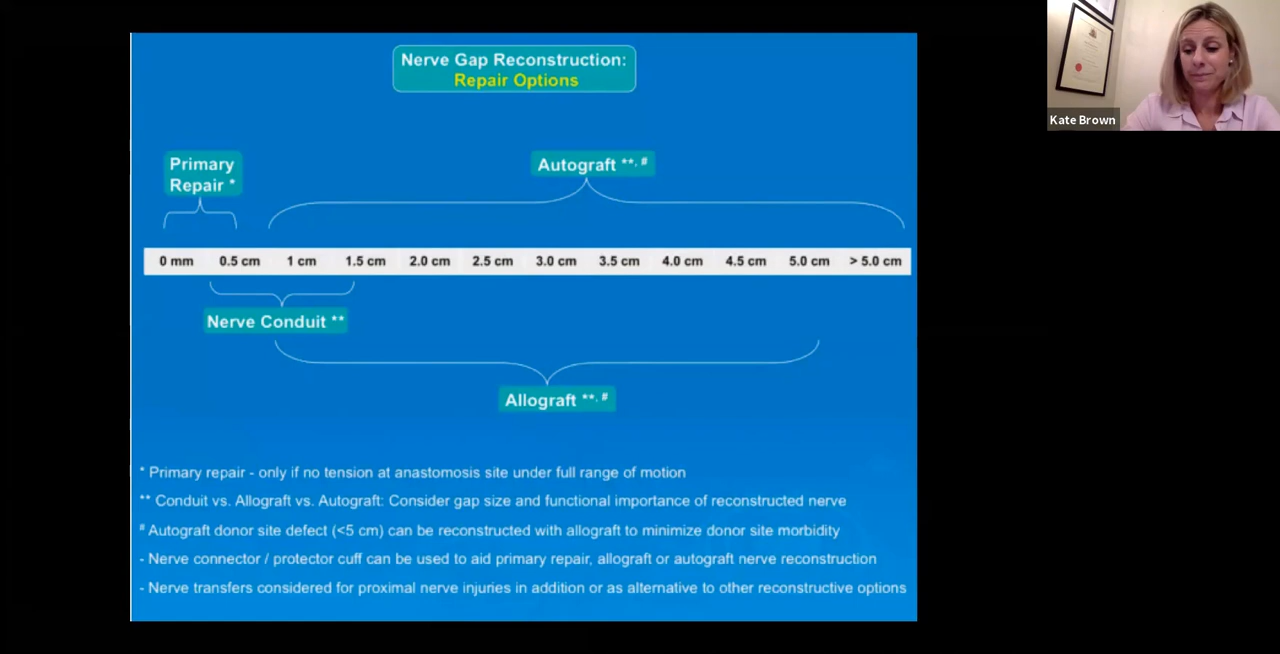 Nerve Gap Reconstruction:
Repair Options
Primary
Repair *
Autograft **, #
0 mm 0.5 cm 1 cm 1.5 cm 2.0 cm 2.5 cm 3.0 cm 3.5 cm 4.0 cm 4.5 cm 5.0 cm > 5.0 cm
Nerve Conduit **
Allograft **, #
* Primary repair - only if no tension at anastomosis site under full range of motion
** Conduit vs. Allograft vs. Autograft: Consider gap size and functional importance of reconstructed nerve
# Autograft donor site defect (<5 cm) can be reconstructed with allograft to minimize donor site morbidity
- Nerve connector / protector cuff can be used to aid primary repair, allograft or autograft nerve reconstruction
- Nerve transfers considered for proximal nerve injuries in addition or as alternative to other reconstructive options
Kate Brown